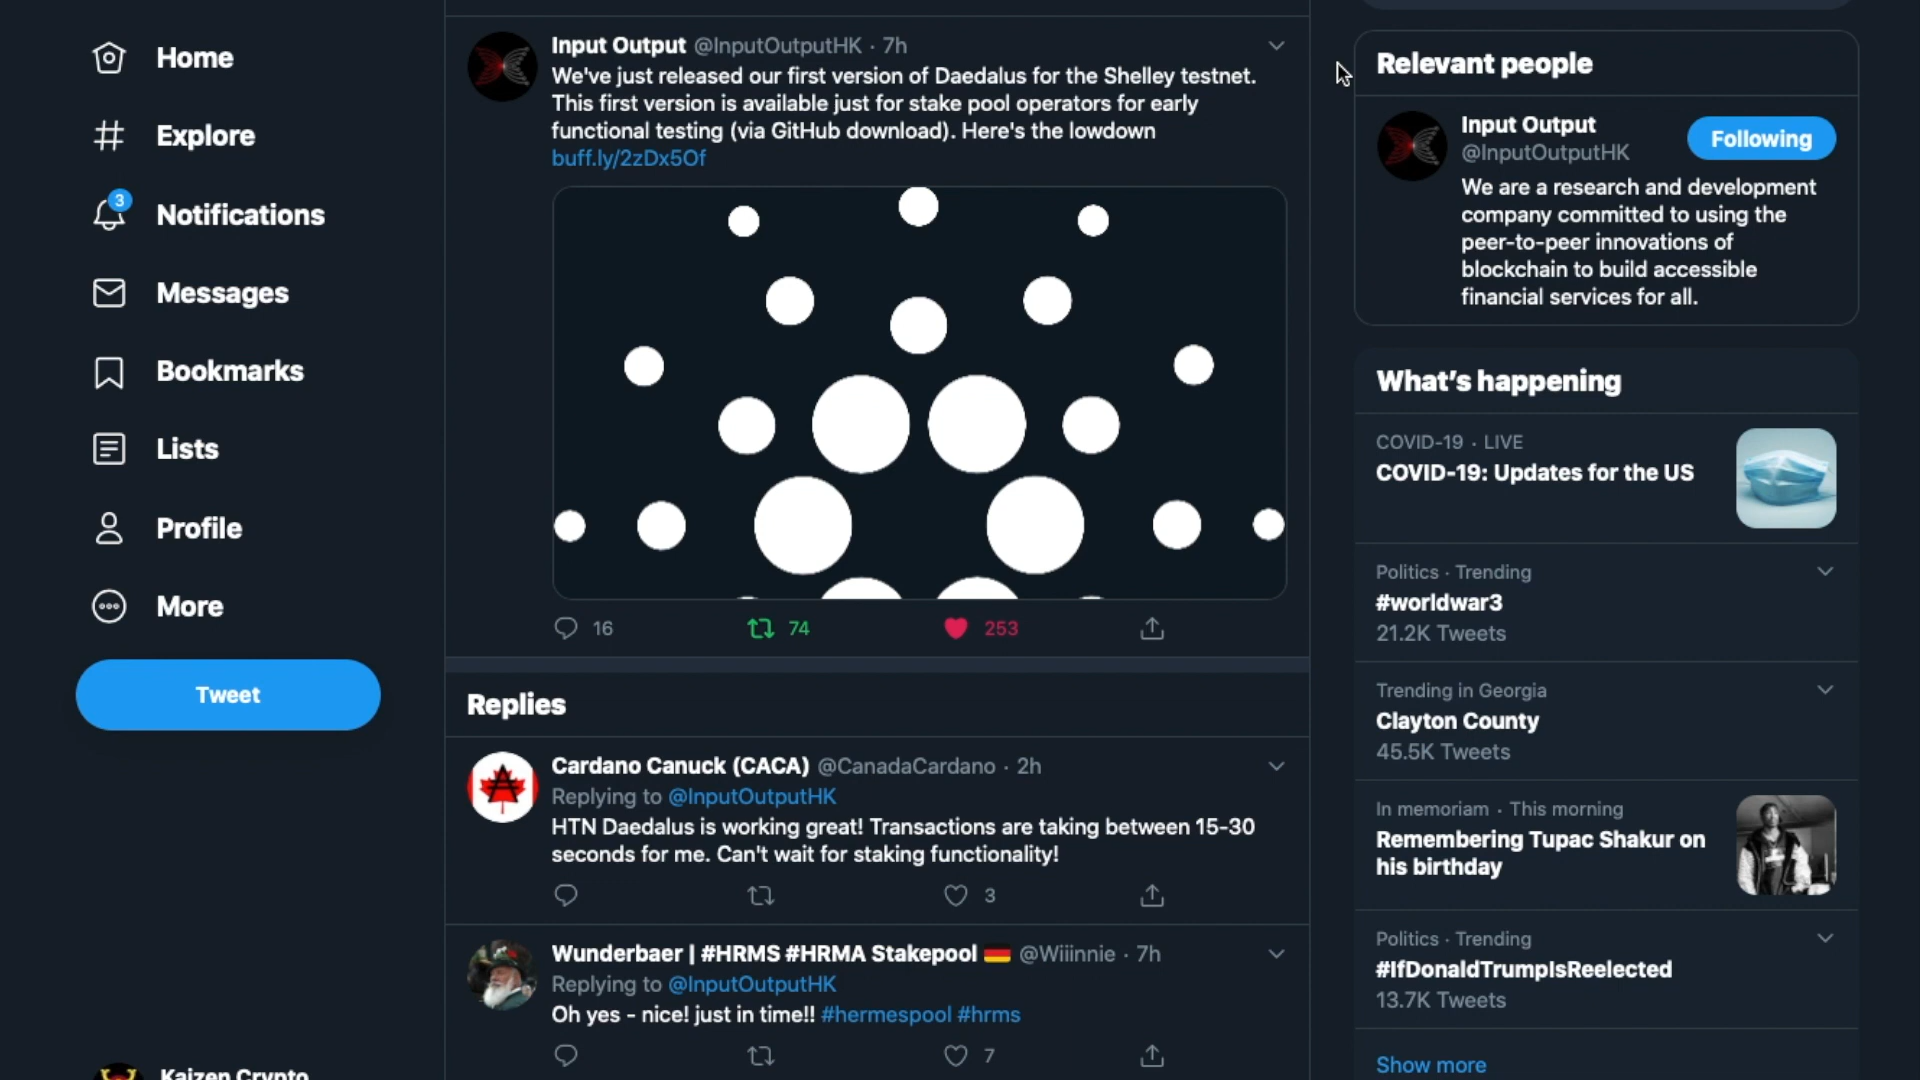 Home
Explore
3
Notifications
Messages
Bookmarks
Lists
Profile
More
Tweet
Kaizen Crypto
Input Output @InputOutputHK · 7h
We've just released our first version of Daedalus for the Shelley testnet.
This first version is available just for stake pool operators for early
functional testing (via GitHub download). Here's the lowdown
buff.ly/2zDx5Of
16
74
253
Replies
Cardano Canuck (CACA) @CanadaCardano · 2h
Replying to @InputOutputHK
HTN Daedalus is working great! Transactions are taking between 15-30
seconds for me. Can't wait for staking functionality!
3
Wunderbaer | #HRMS #HRMA Stakepool @Wiiinnie · 7h
Replying to @InputOutputHK
Oh yes - nice! just in time!! #hermespool #hrms
7
Relevant people
Input Output
@InputOutputHK
Following
We are a research and development
company committed to using the
peer-to-peer innovations of
blockchain to build accessible
financial services for all.
What's happening
COVID-19 · LIVE
COVID-19: Updates for the US
Politics · Trending
#worldwar3
21.2K Tweets
Trending in Georgia
Clayton County
45.5K Tweets
In memoriam · This morning
Remembering Tupac Shakur on
his birthday
Politics · Trending
#IfDonaldTrumpIsReelected
13.7K Tweets
Show more